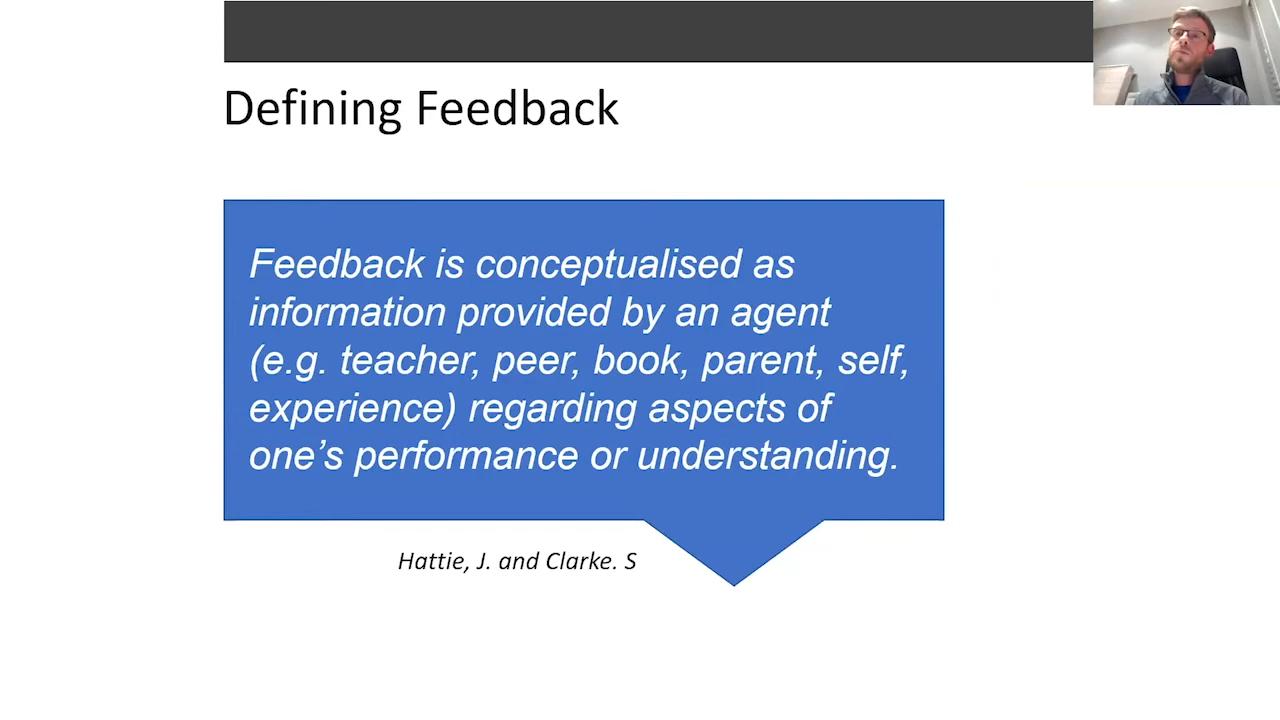 Defining Feedback
Feedback is conceptualised as
information provided by an agent
(e.g. teacher, peer, book, parent, self,
experience) regarding aspects of
one’s performance or understanding.
Hattie, J. and Clarke. S